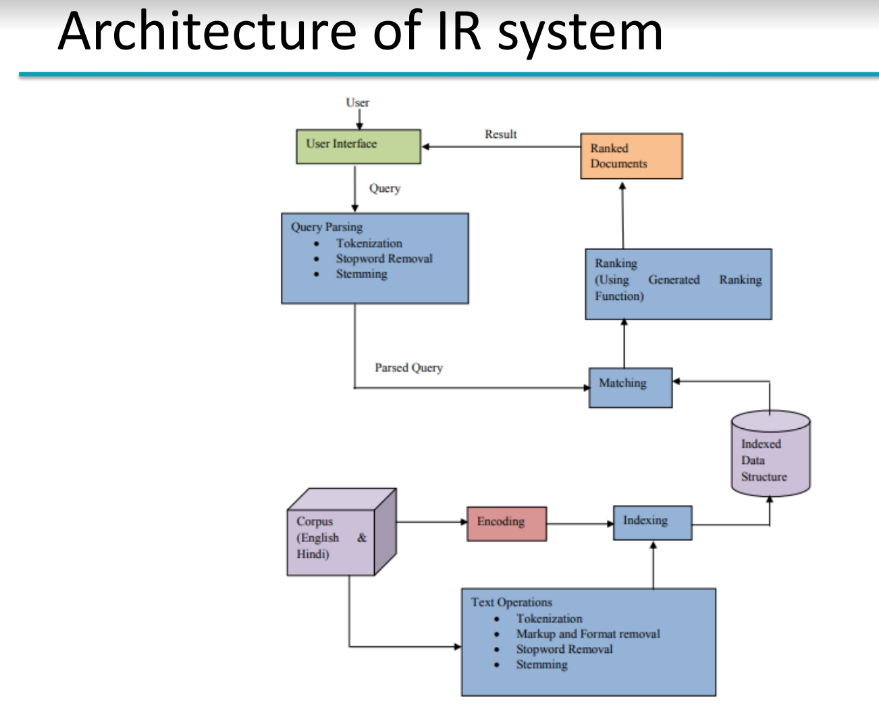 Architecture of IR system
User
User Interface
Result
Ranked
Documents
Query
Query Parsing
• Tokenization
• Stopword Removal
• Stemming
Ranking
(Using Generated Ranking
Function)
Parsed Query
Matching
Indexed
Data
Structure
Corpus
(English &
Hindi)
Encoding
Indexing
Text Operations
• Tokenization
• Markup and Format removal
• Stopword Removal
• Stemming